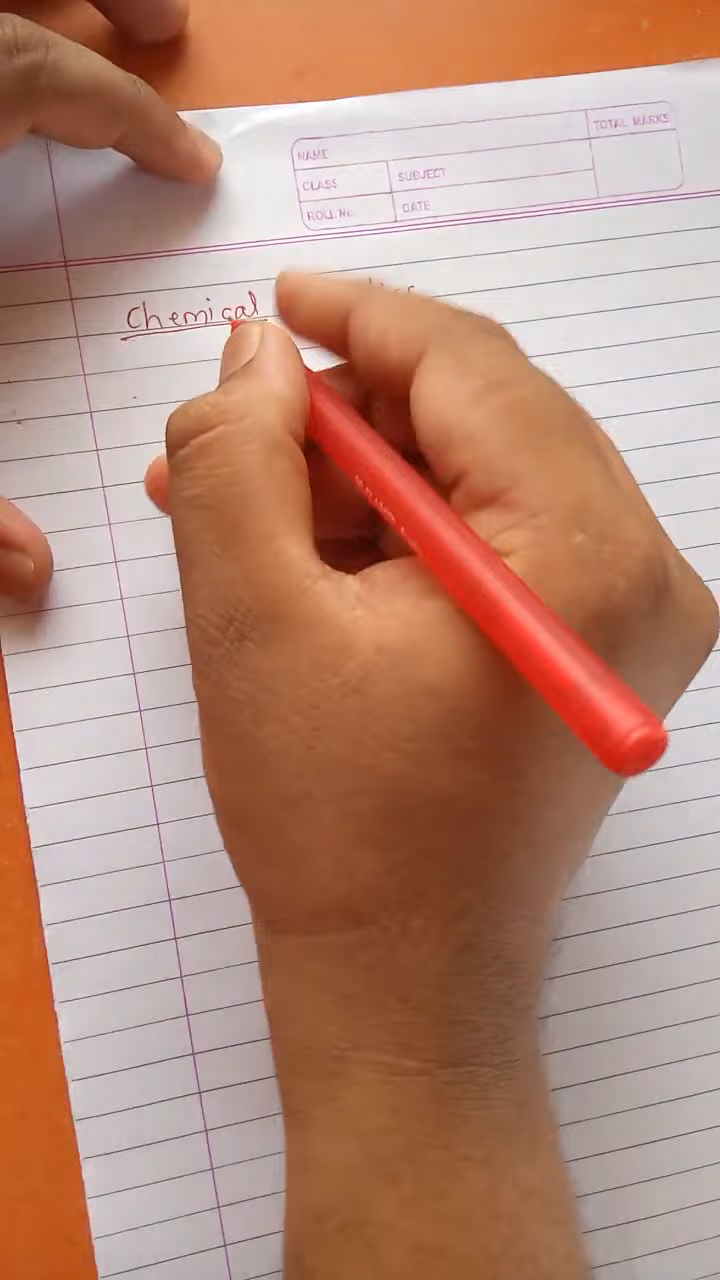 NAME
TOTAL MARKS
CLASS
SUBJECT
ROLL No.
DATE
Chemical